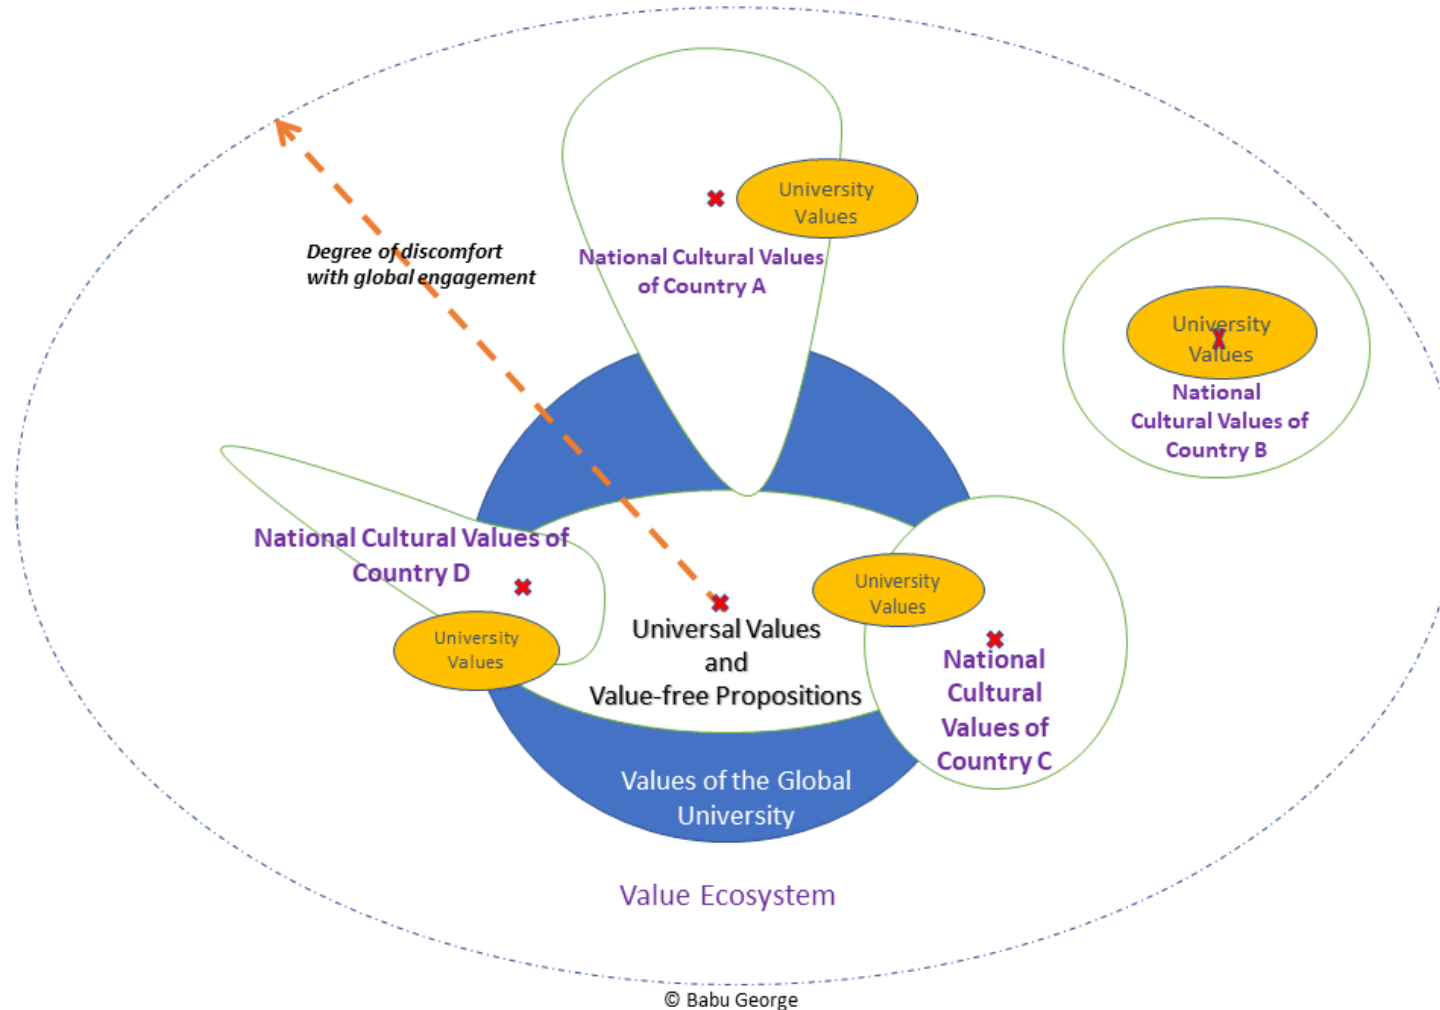 University
Values
Degree of discomfort
with global engagement
National Cultural Values
of Country A
University
Values
National
Cultural Values of
Country B
National Cultural Values of
Country D
University
Values
University
Values
Universal Values
and
Value-free Propositions
National
Cultural
Values of
Country C
Values of the Global
University
Value Ecosystem
© Babu George